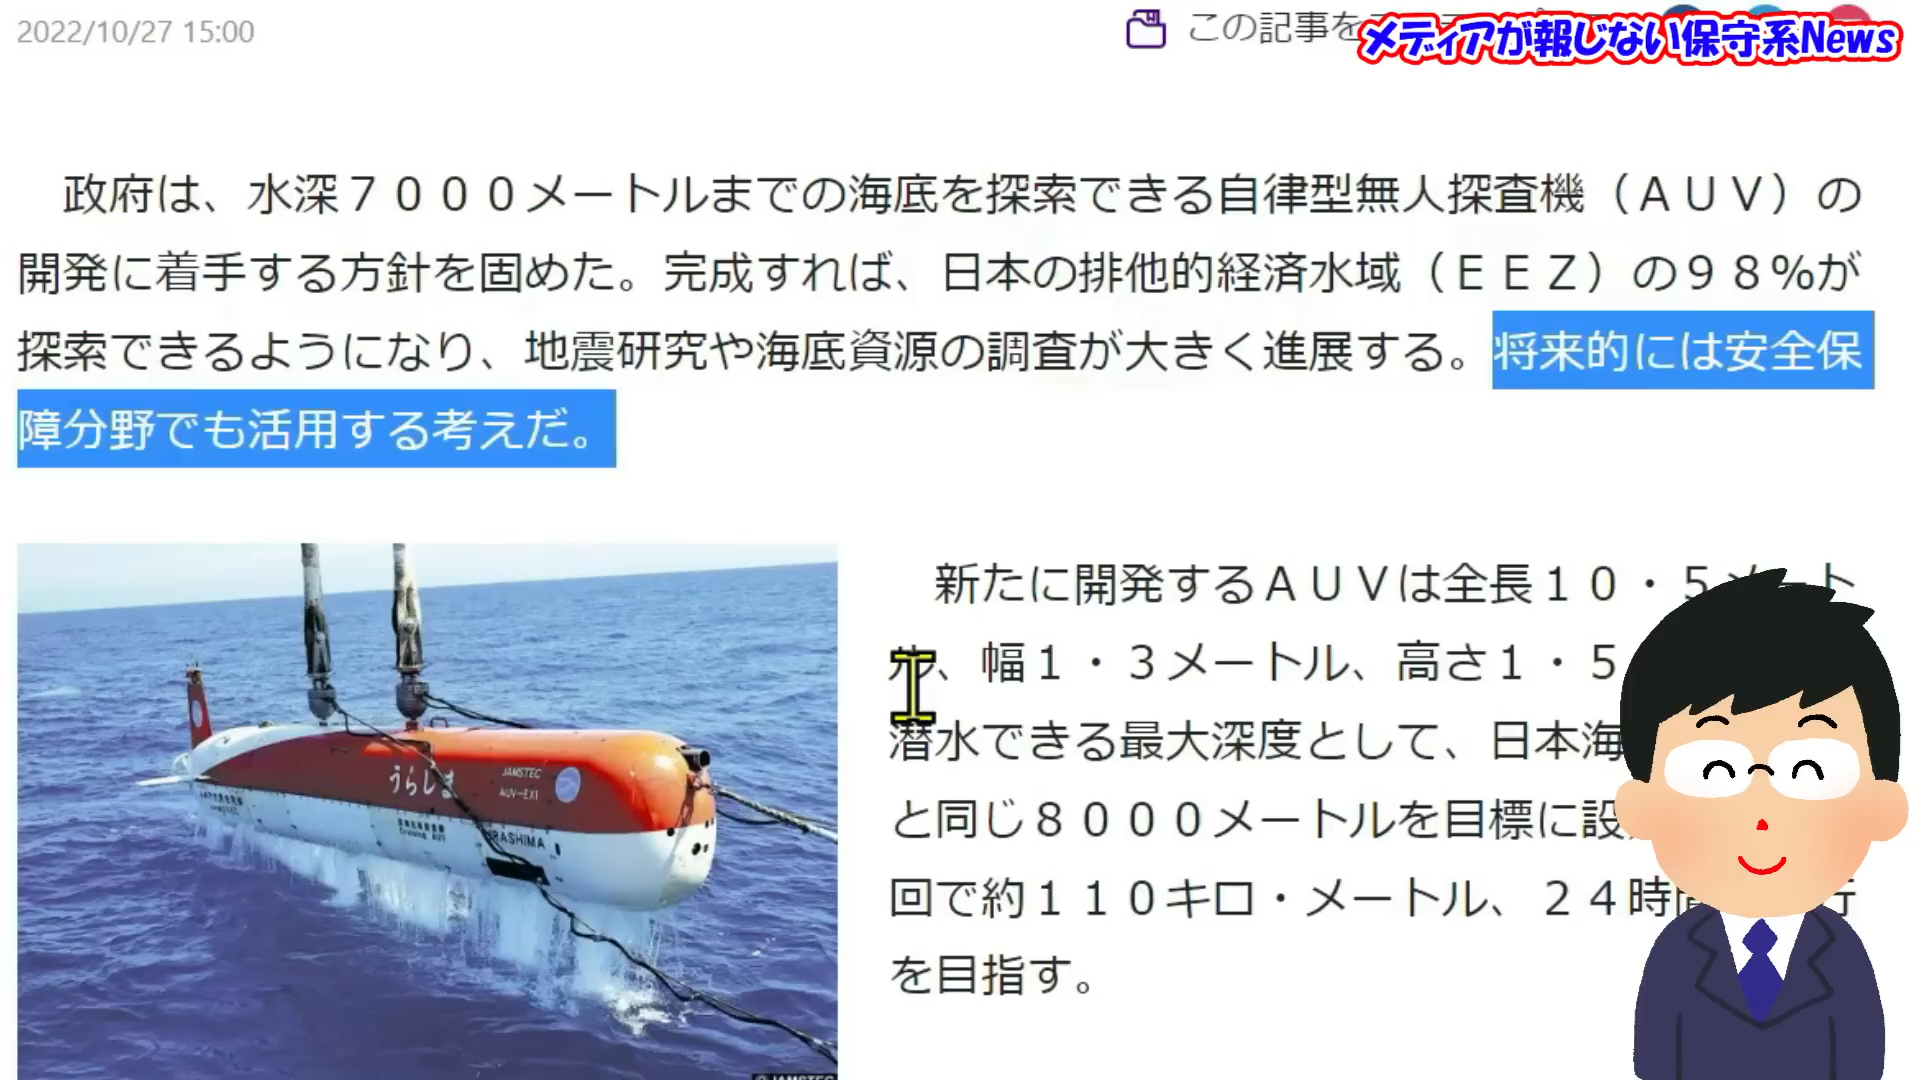 2022/10/27 15:00
この記事を
メディアが報じない保守系News
政府は、水深７０００メートルまでの海底を探索できる自律型無人探査機（ＡＵＶ）の
開発に着手する方針を固めた。完成すれば、日本の排他的経済水域（ＥＥＺ）の９８％が
探索できるようになり、地震研究や海底資源の調査が大きく進展する。将来的には安全保
障分野でも活用する考えだ。
新たに開発するＡＵＶは全長１０・５メート
ル、幅１・３メートル、高さ１・５
潜水できる最大深度として、日本海
と同じ８０００メートルを目標に設
回で約１１０キロ・メートル、２４時間 行
を目指す。
うらしま
JAMSTEC
AUV-EX1
URASHIMA
© JAMSTEC